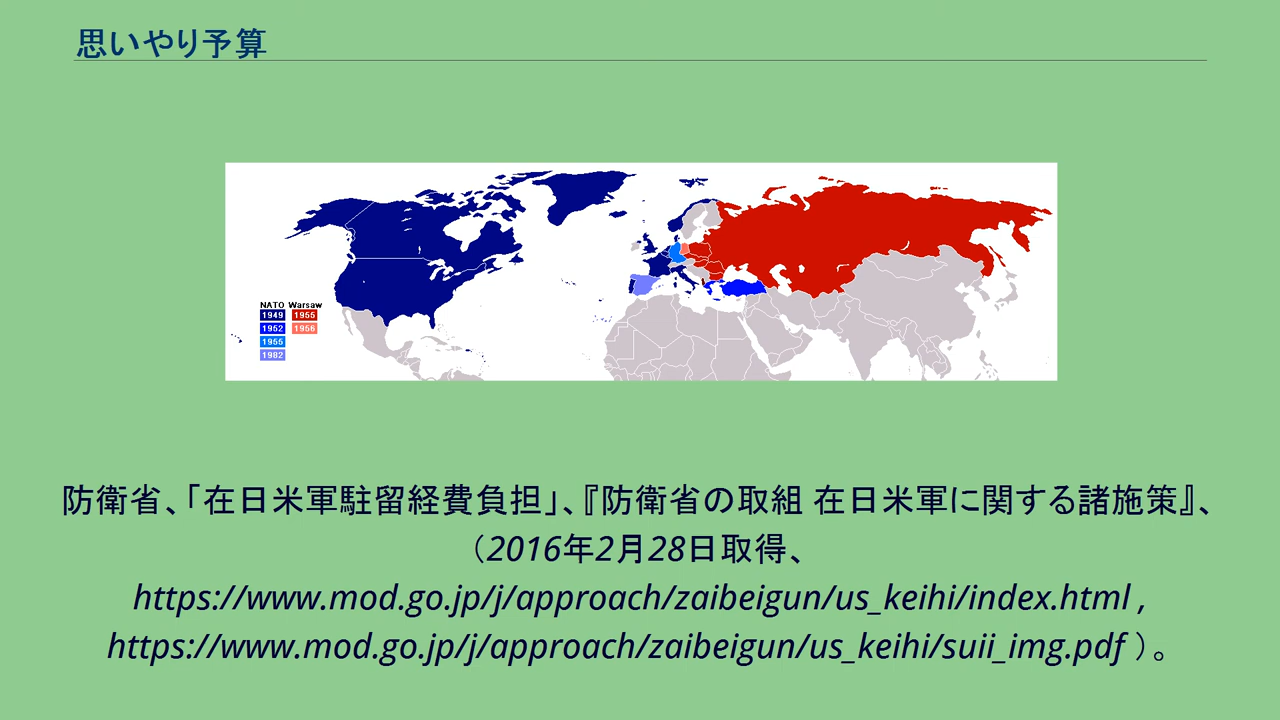 思いやり予算
NATO Warsaw
1949 1955
1952 1956
1955
1982
防衛省、「在日米軍駐留経費負担」、『防衛省の取組 在日米軍に関する諸施策』、
（2016年2月28日取得、
https://www.mod.go.jp/j/approach/zaibeigun/us_keihi/index.html ,
https://www.mod.go.jp/j/approach/zaibeigun/us_keihi/suii_img.pdf ）。